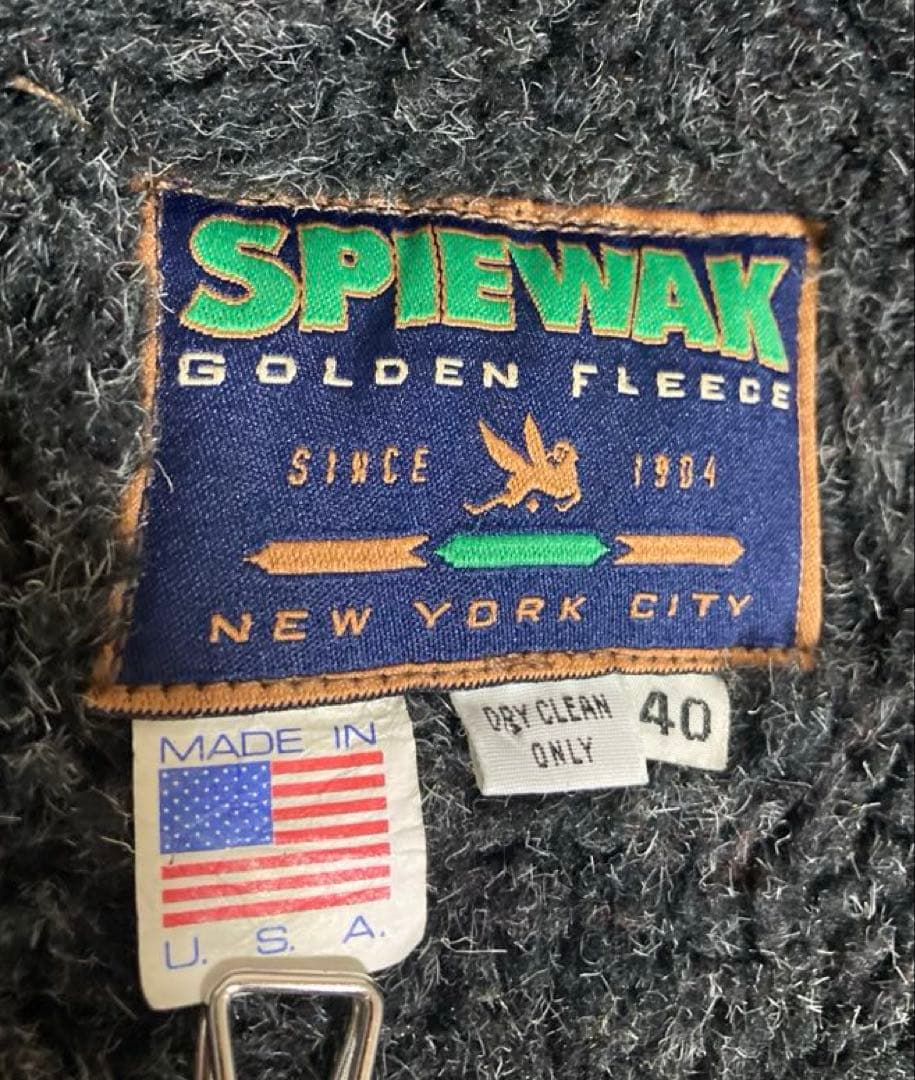 SPIEWAK
GOLDEN FLEECE
SINCE 1904
NEW YORK CITY
MADE IN
U. S. A.
DRY CLEAN
ONLY
40